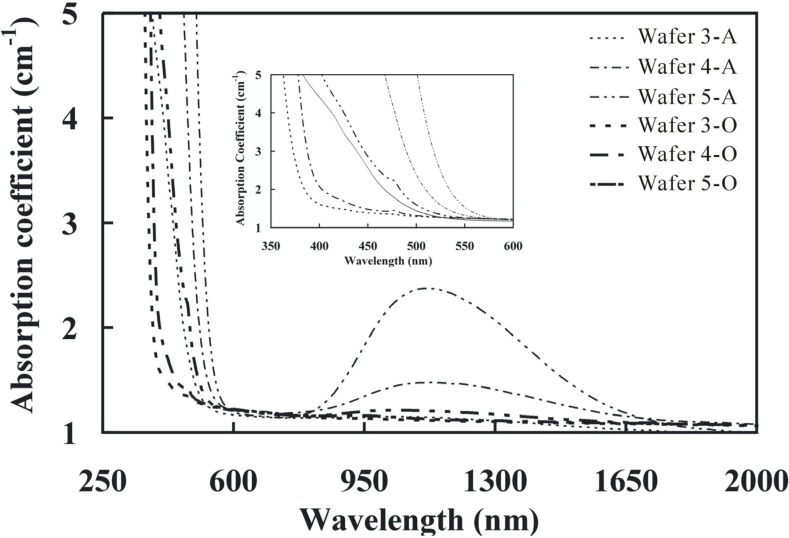 Absorption coefficient (cm-1)
5
4
3
2
1
250 600 950 1300 1650 2000
Wavelength (nm)
Wafer 3-A
Wafer 4-A
Wafer 5-A
Wafer 3-O
Wafer 4-O
Wafer 5-O
Absorption Coefficient (cm-1)
5
4
3
2
1
350 400 450 500 550 600
Wavelength (nm)